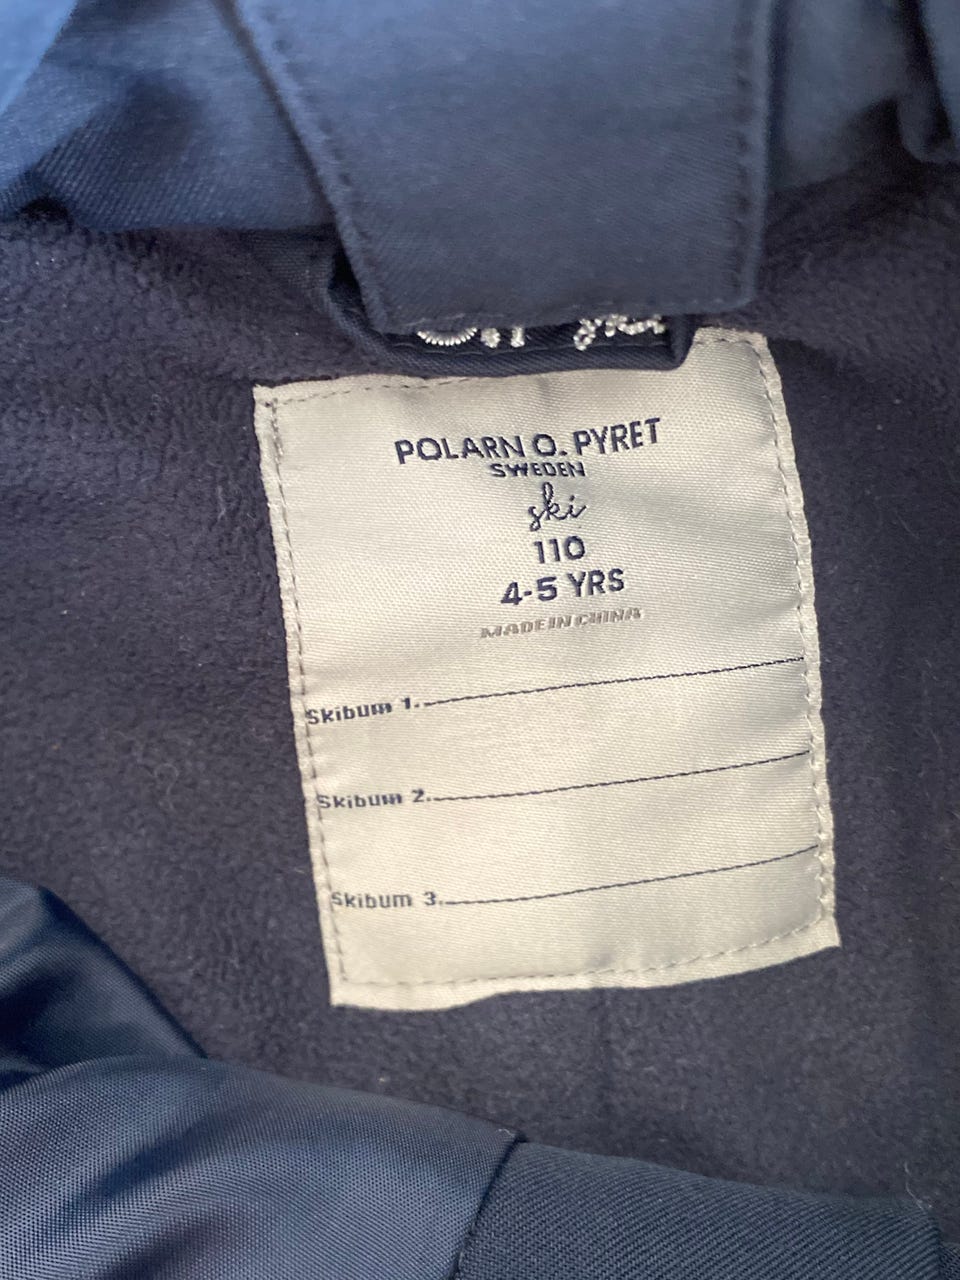 POLARN O. PYRET
SWEDEN
ski
110
4-5 YRS
MADE IN CHINA
Skibum 1.
Skibum 2.
Skibum 3.